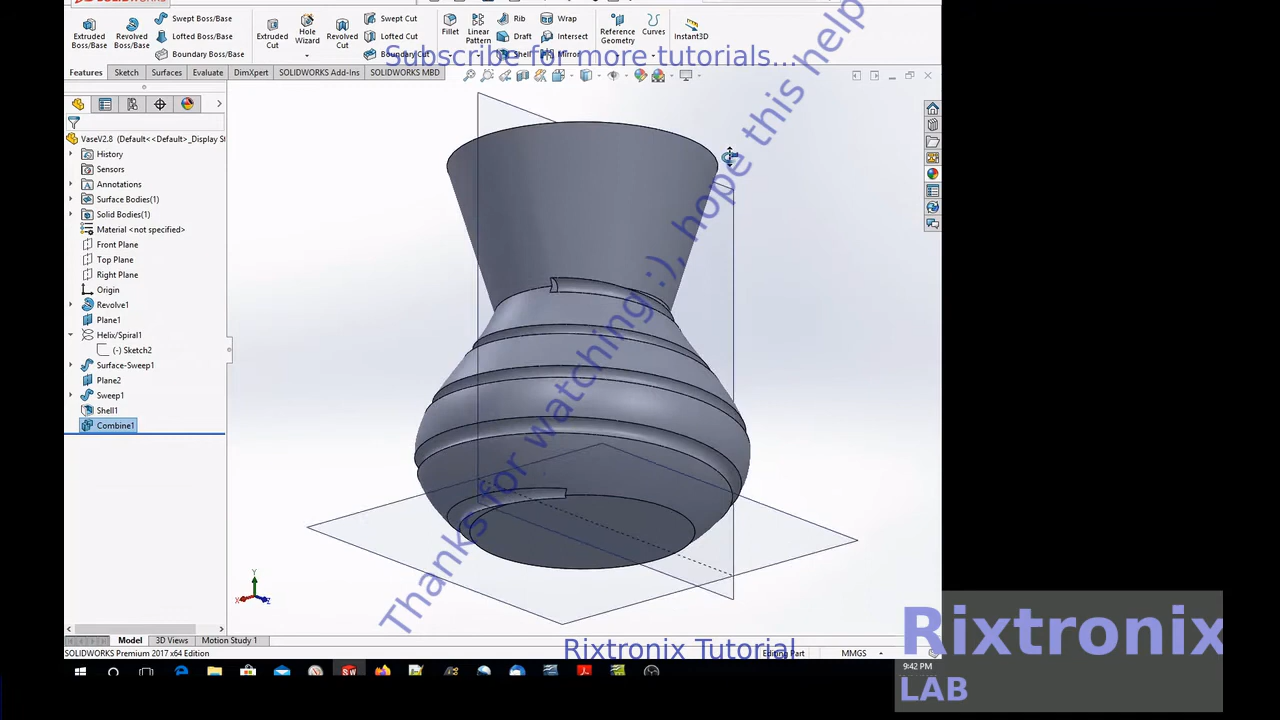 Swept Boss/Base
Swept Cut
Rib
Wrap
Extruded Boss/Base
Revolved Boss/Base
Lofted Boss/Base
Extruded Cut
Hole Wizard
Revolved Cut
Lofted Cut
Fillet
Linear Pattern
Draft
Intersect
Reference Geometry
Curves
Instant3D
Boundary Boss/Base
Boundary Cut
Shell
Mirror
Subscribe for more tutorials...
Features
Sketch
Surfaces
Evaluate
DimXpert
SOLIDWORKS Add-Ins
SOLIDWORKS MBD
VaseV2.8 (Default<<Default>_Display St
History
Sensors
Annotations
Surface Bodies(1)
Solid Bodies(1)
Material <not specified>
Front Plane
Top Plane
Right Plane
Origin
Revolve1
Plane1
Helix/Spiral1
(-) Sketch2
Surface-Sweep1
Plane2
Sweep1
Shell1
Combine1
Thanks for watching :), hope this help
Y
X
Z
Model
3D Views
Motion Study 1
SOLIDWORKS Premium 2017 x64 Edition
Rixtronix Tutorial
Editing Part
MMGS
9:42 PM
Rixtronix
LAB